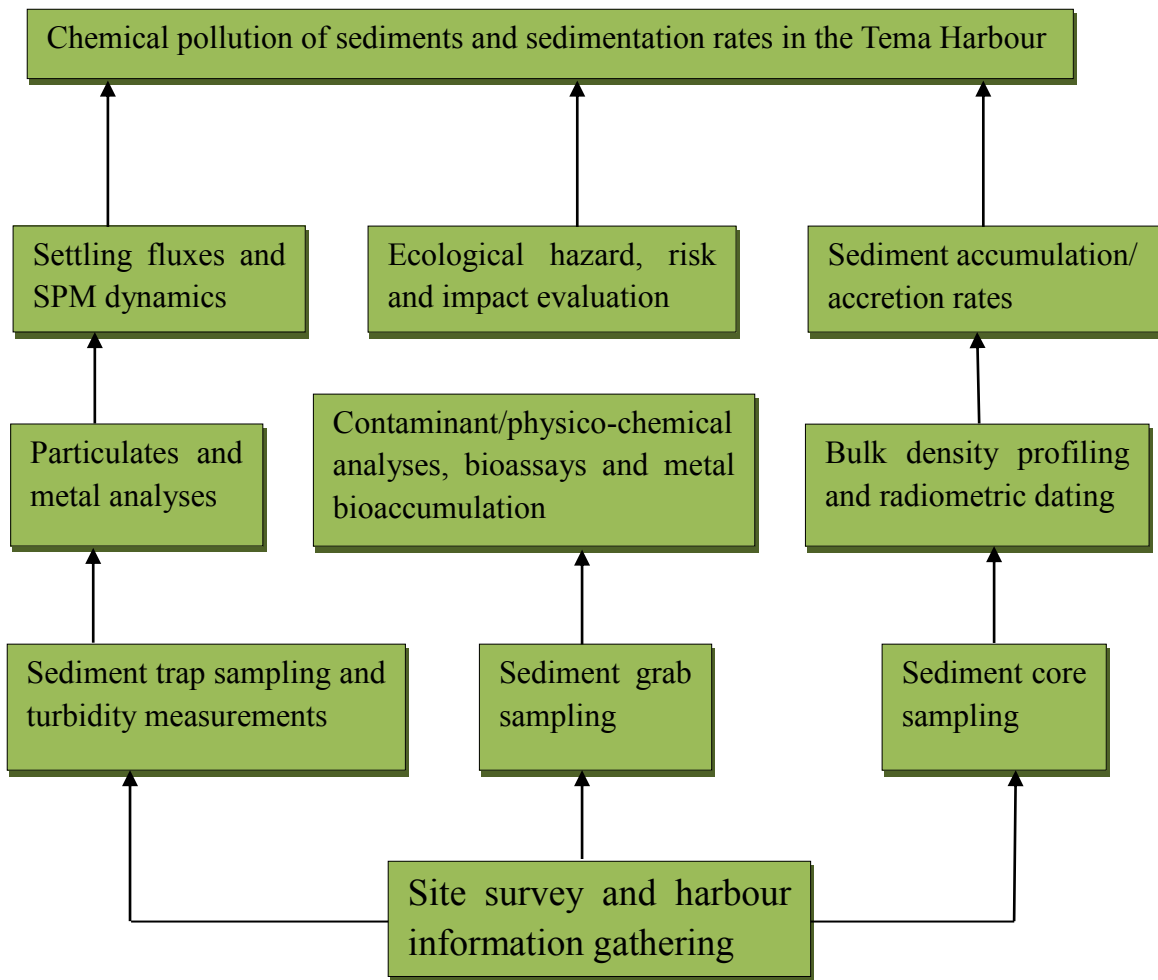 Chemical pollution of sediments and sedimentation rates in the Tema Harbour
Settling fluxes and
SPM dynamics
Ecological hazard, risk
and impact evaluation
Sediment accumulation/
accretion rates
Particulates and
metal analyses
Contaminant/physico-chemical
analyses, bioassays and metal
bioaccumulation
Bulk density profiling
and radiometric dating
Sediment trap sampling and
turbidity measurements
Sediment grab
sampling
Sediment core
sampling
Site survey and harbour
information gathering